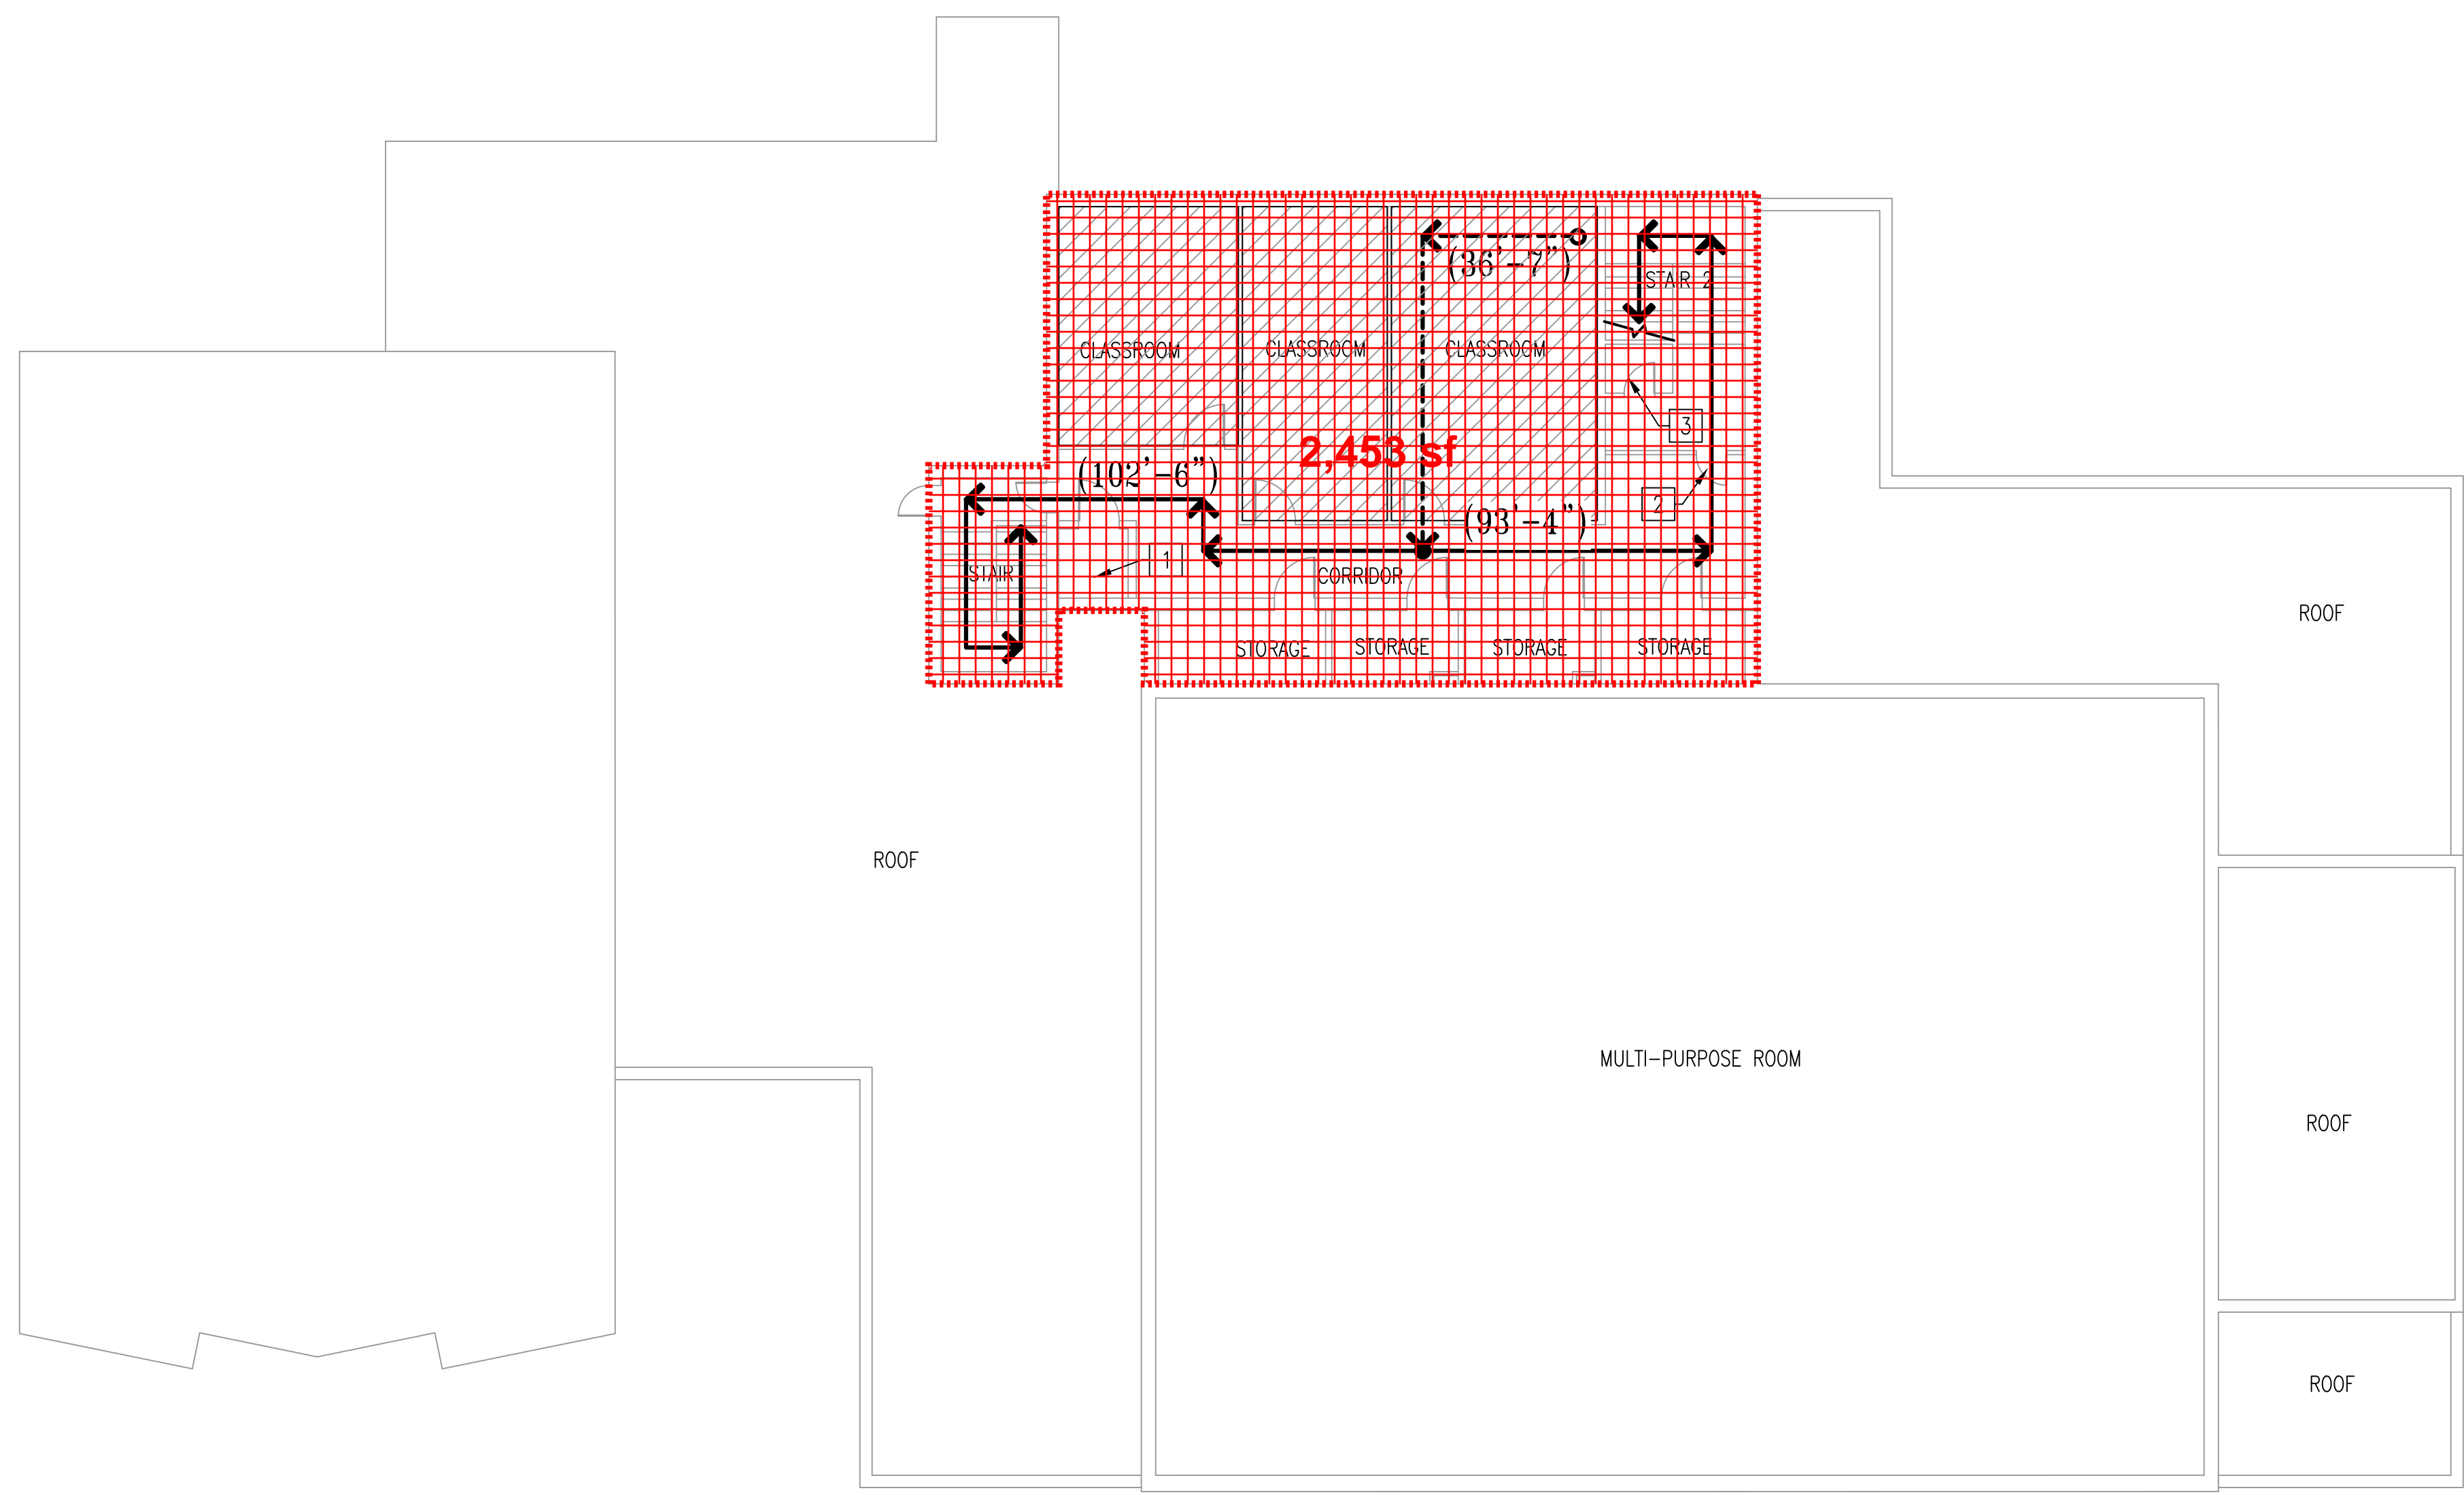 (36'-7")
STAIR 2
CLASSROOM
CLASSROOM
CLASSROOM
3
2,453 sf
(102'-6")
2
(93'-4")
1
STAIR
CORRIDOR
ROOF
STORAGE
STORAGE
STORAGE
STORAGE
ROOF
MULTI-PURPOSE ROOM
ROOF
ROOF